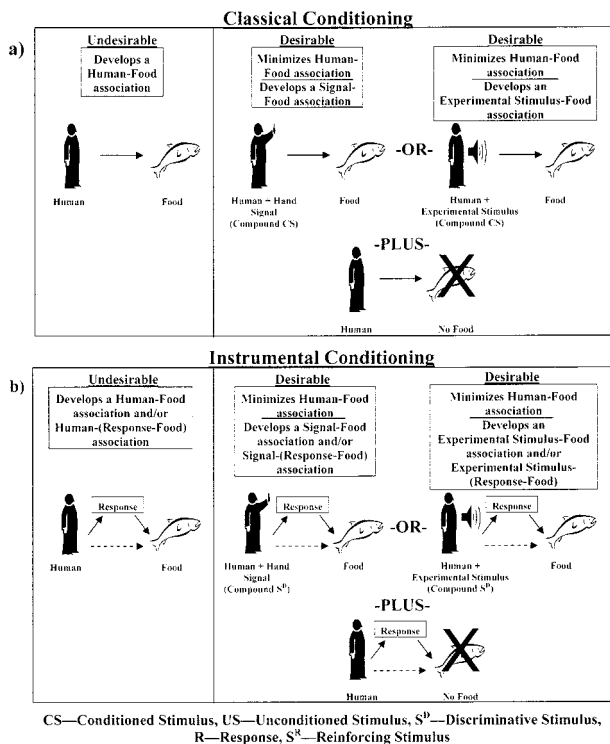 Classical Conditioning
a)
Undesirable
Develops a
Human-Food
association
Human
Food
Desirable
Minimizes Human-
Food association
Develops a Signal-
Food association
Human + Hand
Signal
(Compound CS)
Food
-OR-
Desirable
Minimizes Human-Food
association
Develops an
Experimental Stimulus-Food
association
Human +
Experimental Stimulus
(Compound CS)
Food
-PLUS-
Human
No Food
Instrumental Conditioning
b)
Undesirable
Develops a Human-Food
association and/or
Human-(Response-Food)
association
Response
Human
Food
Desirable
Minimizes Human-Food
association
Develops a Signal-Food
association and/or
Signal-(Response-Food)
association
Response
Human + Hand
Signal
(Compound S^D)
Food
-OR-
Desirable
Minimizes Human-Food
association
Develops an
Experimental Stimulus-Food
association and/or
Experimental Stimulus-
(Response-Food)
Response
Human +
Experimental Stimulus
(Compound S^D)
Food
-PLUS-
Response
Human
No Food
CS—Conditioned Stimulus, US—Unconditioned Stimulus, S^D—Discriminative Stimulus,
R—Response, S^R—Reinforcing Stimulus